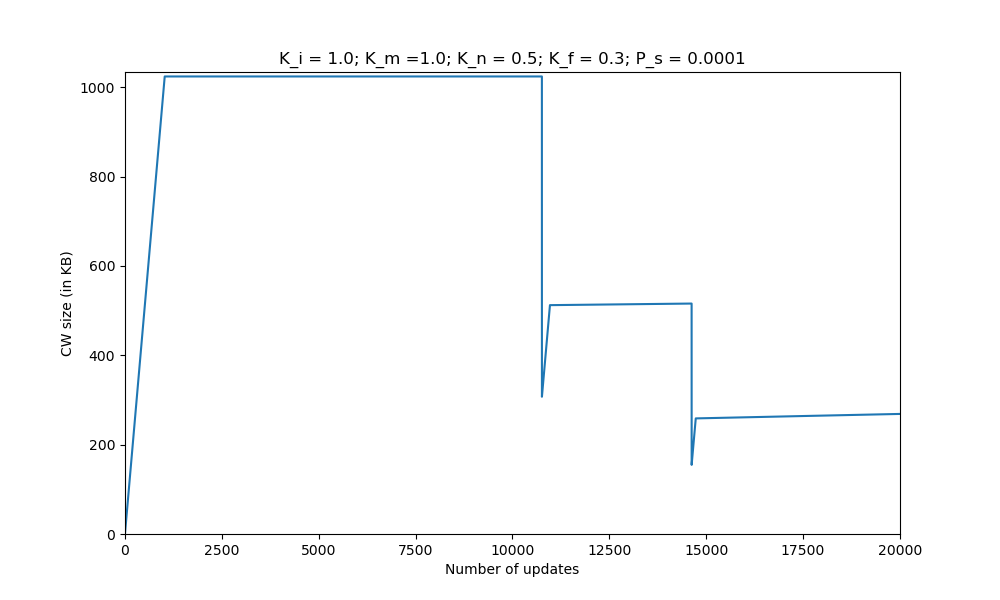 K_i = 1.0; K_m =1.0; K_n = 0.5; K_f = 0.3; P_s = 0.0001
1000
800
600
400
200
0
CW size (in KB)
0 2500 5000 7500 10000 12500 15000 17500 20000
Number of updates